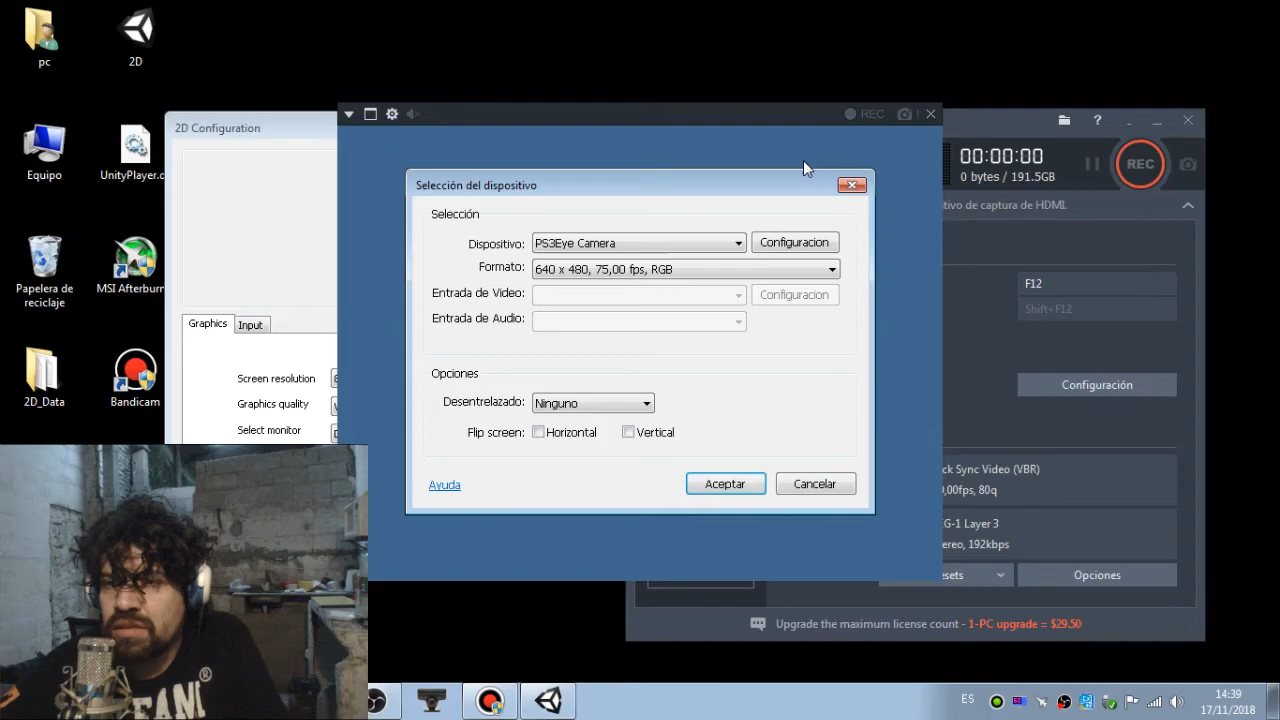 pc
2D
Equipo
UnityPlayer.d
Papelera de
reciclaje
MSI Afterburn
2D_Data
Bandicam
2D Configuration
Graphics
Input
Screen resolution
Graphics quality
Select monitor
REC
Selección del dispositivo
Selección
Dispositivo:
PS3Eye Camera
Configuracion
Formato:
640 x 480, 75,00 fps, RGB
Entrada de Video:
Configuracion
Entrada de Audio:
Opciones
Desentrelazado:
Ninguno
Flip screen:
Horizontal
Vertical
Ayuda
Aceptar
Cancelar
?
00:00:00
0 bytes / 191.5GB
REC
tivo de captura de HDMI
F12
Shift+F12
Configuración
ck Sync Video (VBR)
,00fps, 80q
G-1 Layer 3
ereo, 192kbps
esets
Opciones
Upgrade the maximum license count - 1-PC upgrade = $29.50
EANI
®
ES
14:39
17/11/2018